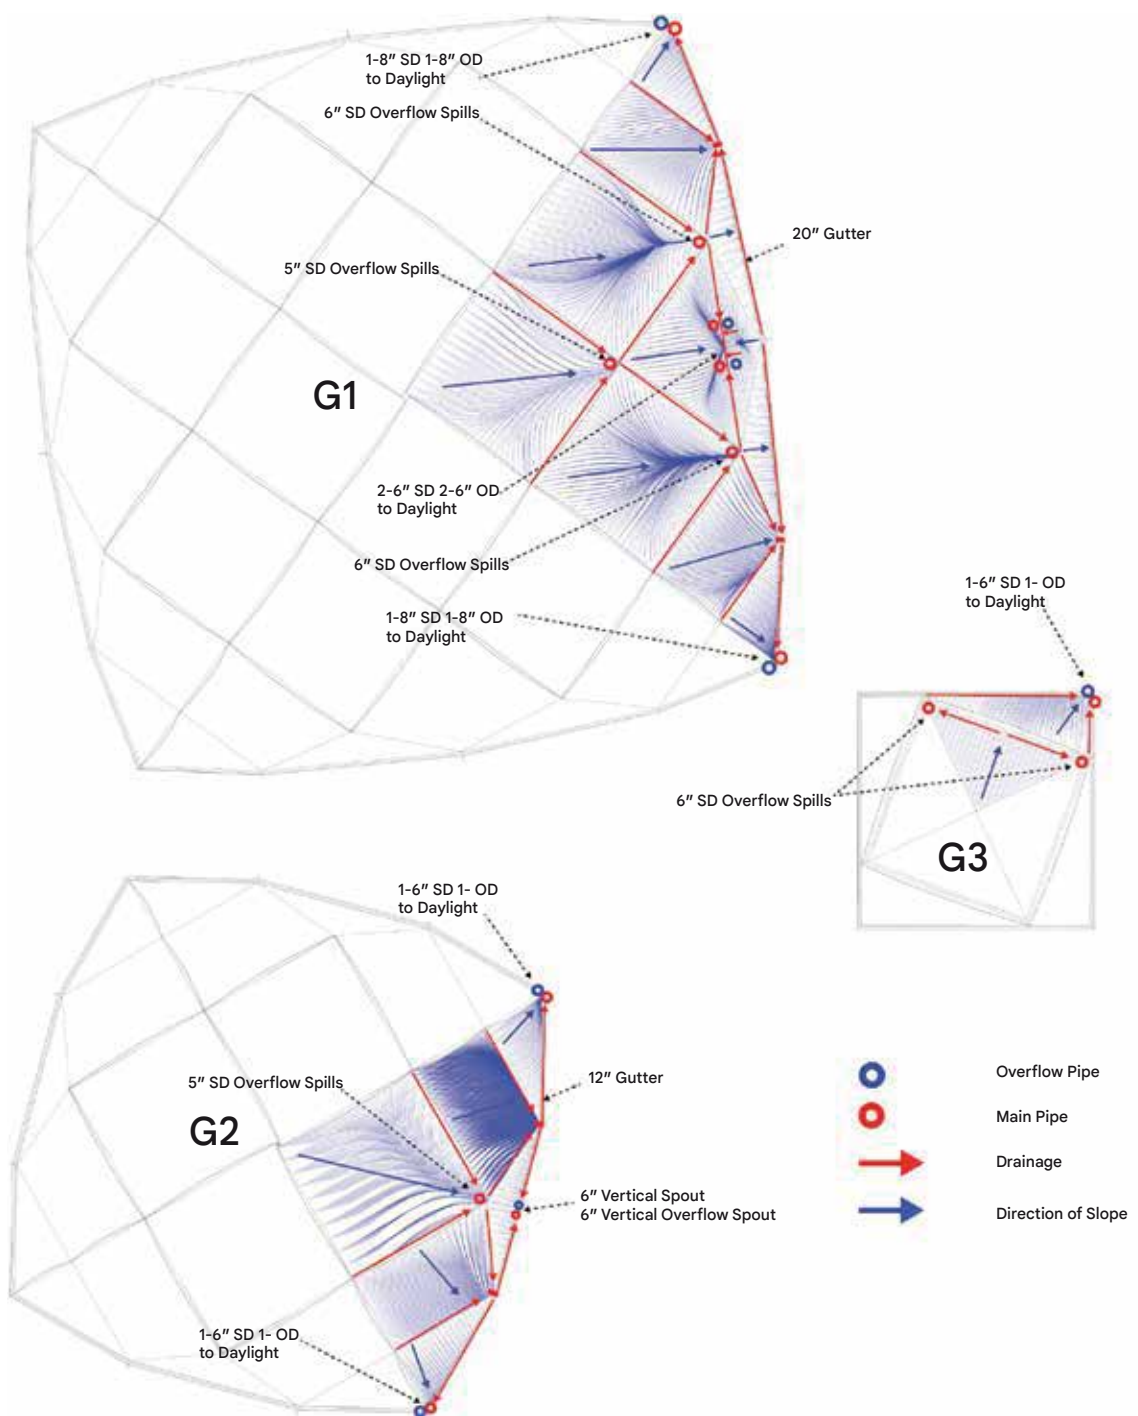 1-8" SD 1-8" OD
to Daylight
6" SD Overflow Spills
20" Gutter
5" SD Overflow Spills
G1
2-6" SD 2-6" OD
to Daylight
6" SD Overflow Spills
1-8" SD 1-8" OD
to Daylight
1-6" SD 1- OD
to Daylight
6" SD Overflow Spills
G3
1-6" SD 1- OD
to Daylight
5" SD Overflow Spills
12" Gutter
G2
6" Vertical Spout
6" Vertical Overflow Spout
1-6" SD 1- OD
to Daylight
Overflow Pipe
Main Pipe
Drainage
Direction of Slope